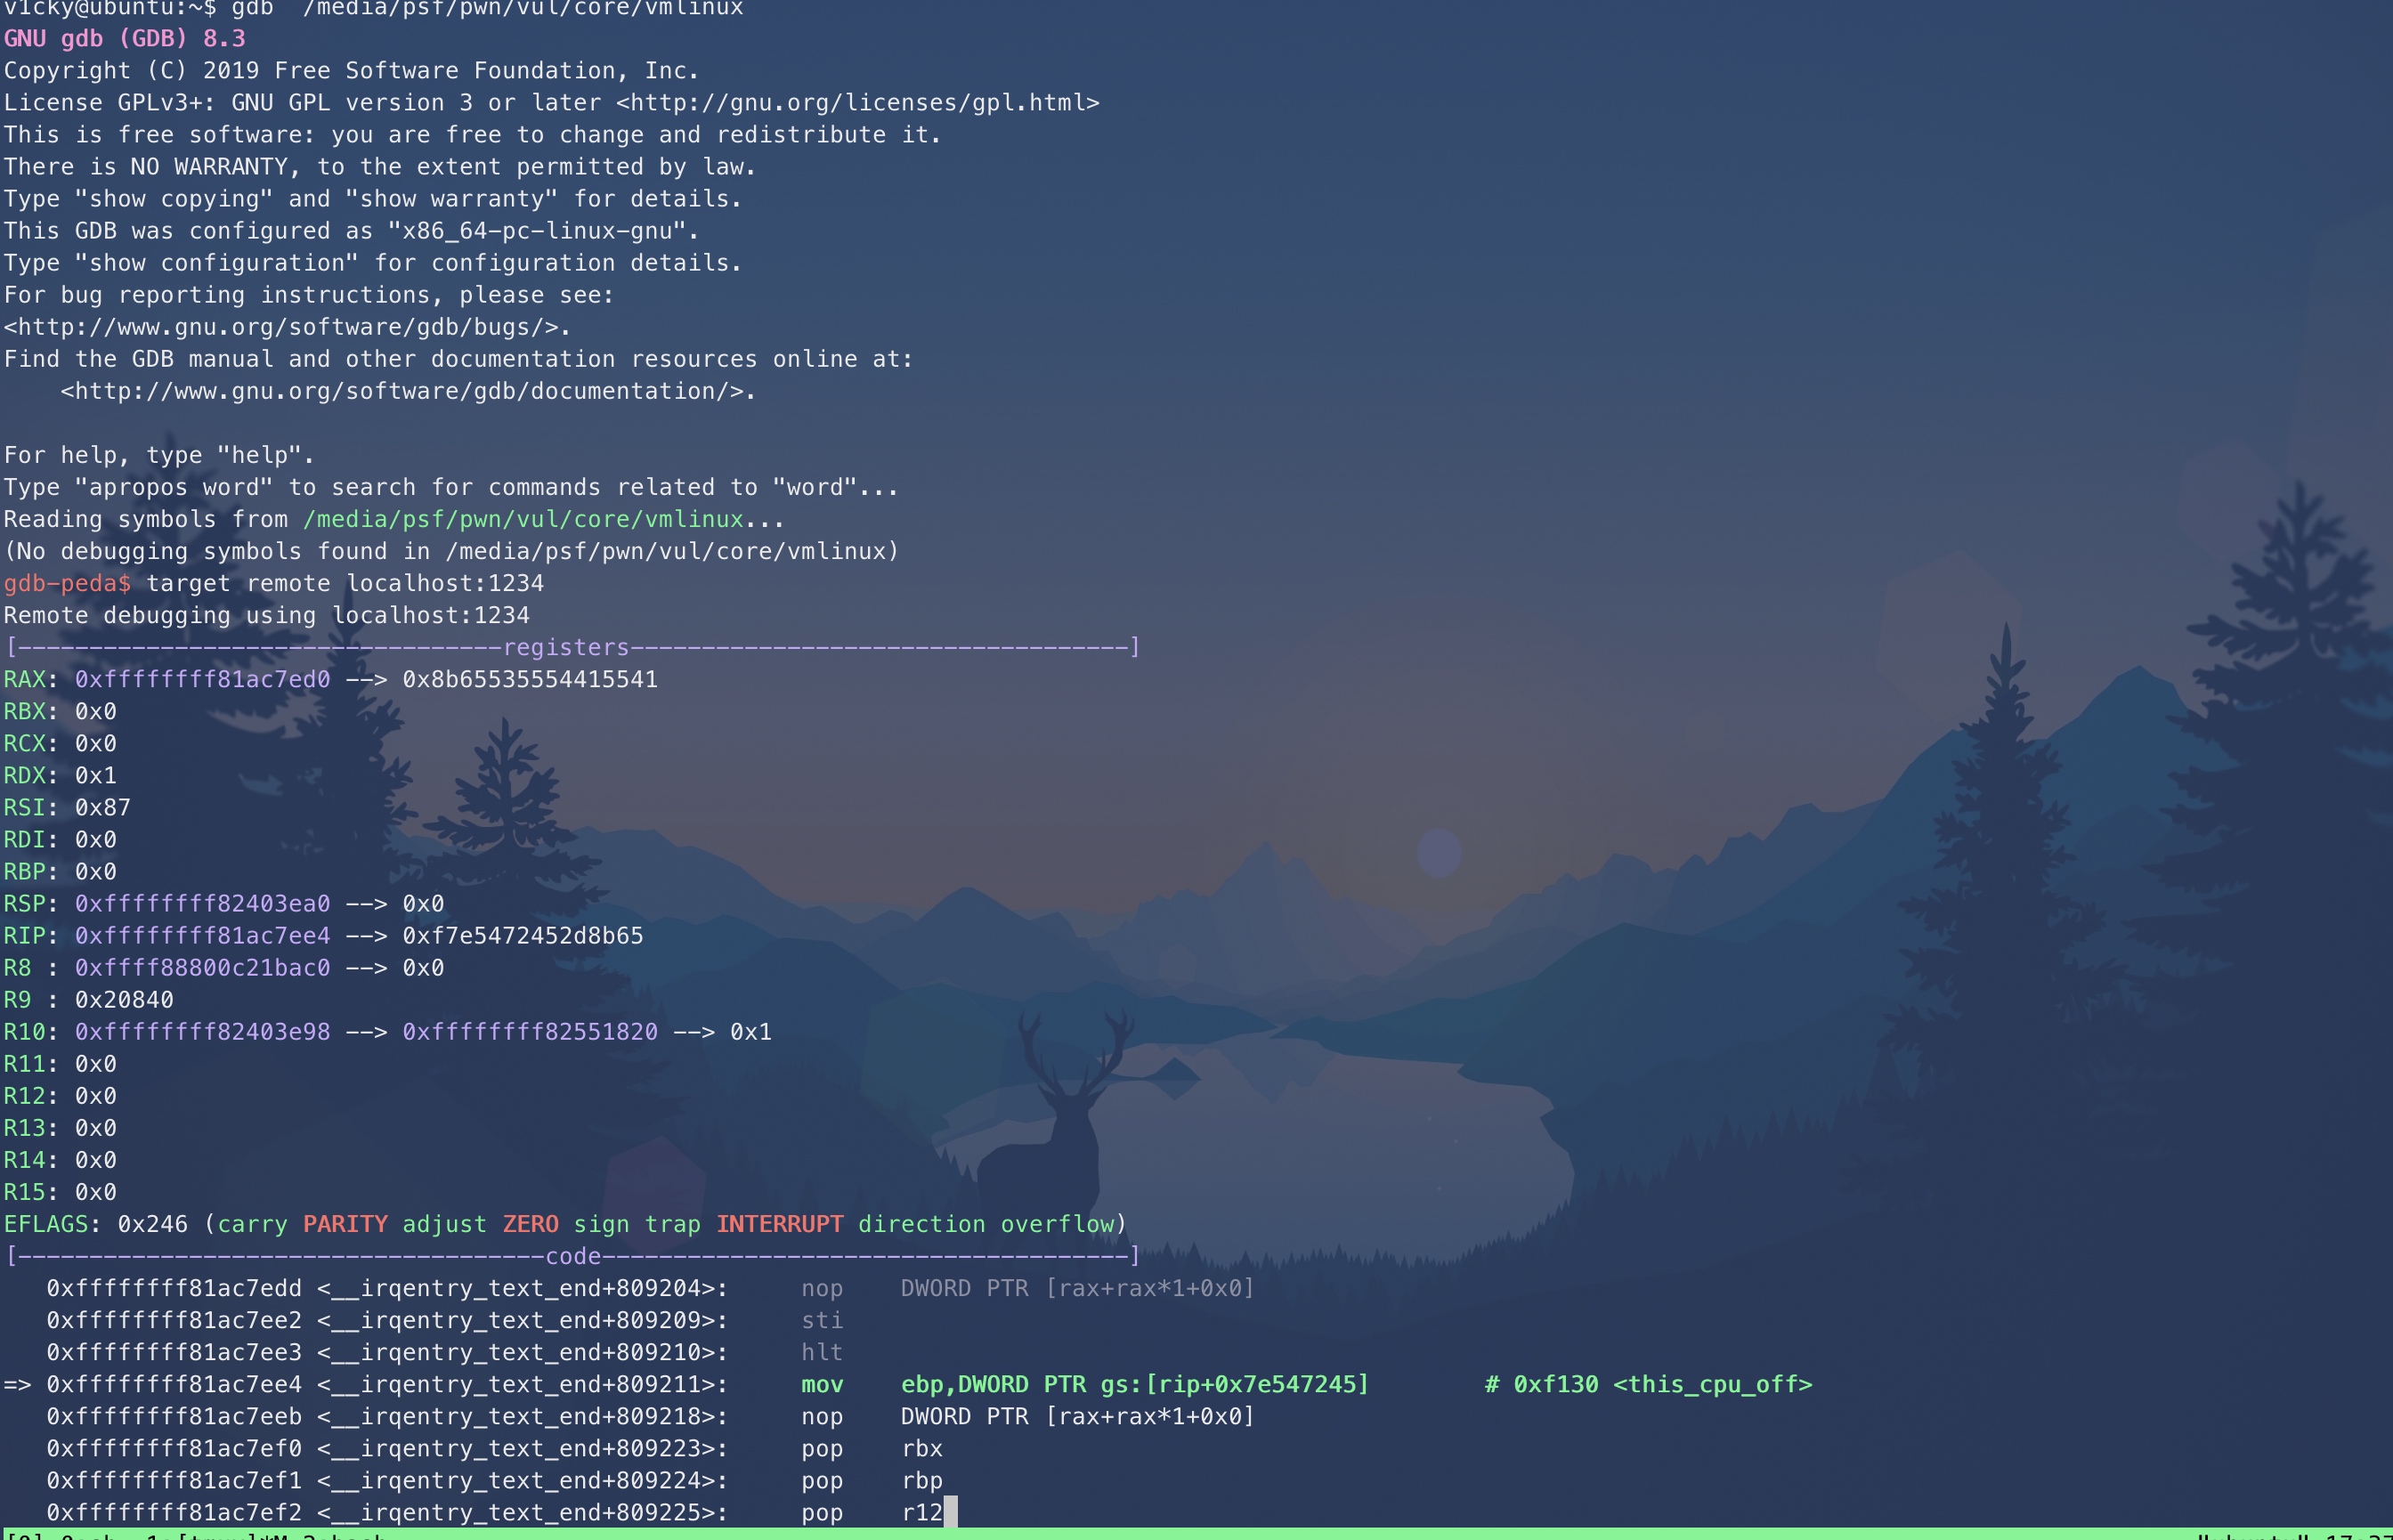 v1cky@ubuntu:~$ gdb  /media/psf/pwn/vul/core/vmlinux
GNU gdb (GDB) 8.3
Copyright (C) 2019 Free Software Foundation, Inc.
License GPLv3+: GNU GPL version 3 or later <http://gnu.org/licenses/gpl.html>
This is free software: you are free to change and redistribute it.
There is NO WARRANTY, to the extent permitted by law.
Type "show copying" and "show warranty" for details.
This GDB was configured as "x86_64-pc-linux-gnu".
Type "show configuration" for configuration details.
For bug reporting instructions, please see:
<http://www.gnu.org/software/gdb/bugs/>.
Find the GDB manual and other documentation resources online at:
    <http://www.gnu.org/software/gdb/documentation/>.
For help, type "help".
Type "apropos word" to search for commands related to "word"...
Reading symbols from /media/psf/pwn/vul/core/vmlinux...
(No debugging symbols found in /media/psf/pwn/vul/core/vmlinux)
gdb-peda$ target remote localhost:1234
Remote debugging using localhost:1234
[----------------------------------registers-----------------------------------]
RAX: 0xffffffff81ac7ed0 --> 0x8b65535554415541
RBX: 0x0
RCX: 0x0
RDX: 0x1
RSI: 0x87
RDI: 0x0
RBP: 0x0
RSP: 0xffffffff82403ea0 --> 0x0
RIP: 0xffffffff81ac7ee4 --> 0xf7e5472452d8b65
R8 : 0xffff88800c21bac0 --> 0x0
R9 : 0x20840
R10: 0xffffffff82403e98 --> 0xffffffff82551820 --> 0x1
R11: 0x0
R12: 0x0
R13: 0x0
R14: 0x0
R15: 0x0
EFLAGS: 0x246 (carry PARITY adjust ZERO sign trap INTERRUPT direction overflow)
[-------------------------------------code-------------------------------------]
   0xffffffff81ac7edd <__irqentry_text_end+809204>:     nop    DWORD PTR [rax+rax*1+0x0]
   0xffffffff81ac7ee2 <__irqentry_text_end+809209>:     sti
   0xffffffff81ac7ee3 <__irqentry_text_end+809210>:     hlt
=> 0xffffffff81ac7ee4 <__irqentry_text_end+809211>:     mov    ebp,DWORD PTR gs:[rip+0x7e547245]        # 0xf130 <this_cpu_off>
   0xffffffff81ac7eeb <__irqentry_text_end+809218>:     nop    DWORD PTR [rax+rax*1+0x0]
   0xffffffff81ac7ef0 <__irqentry_text_end+809223>:     pop    rbx
   0xffffffff81ac7ef1 <__irqentry_text_end+809224>:     pop    rbp
   0xffffffff81ac7ef2 <__irqentry_text_end+809225>:     pop    r12